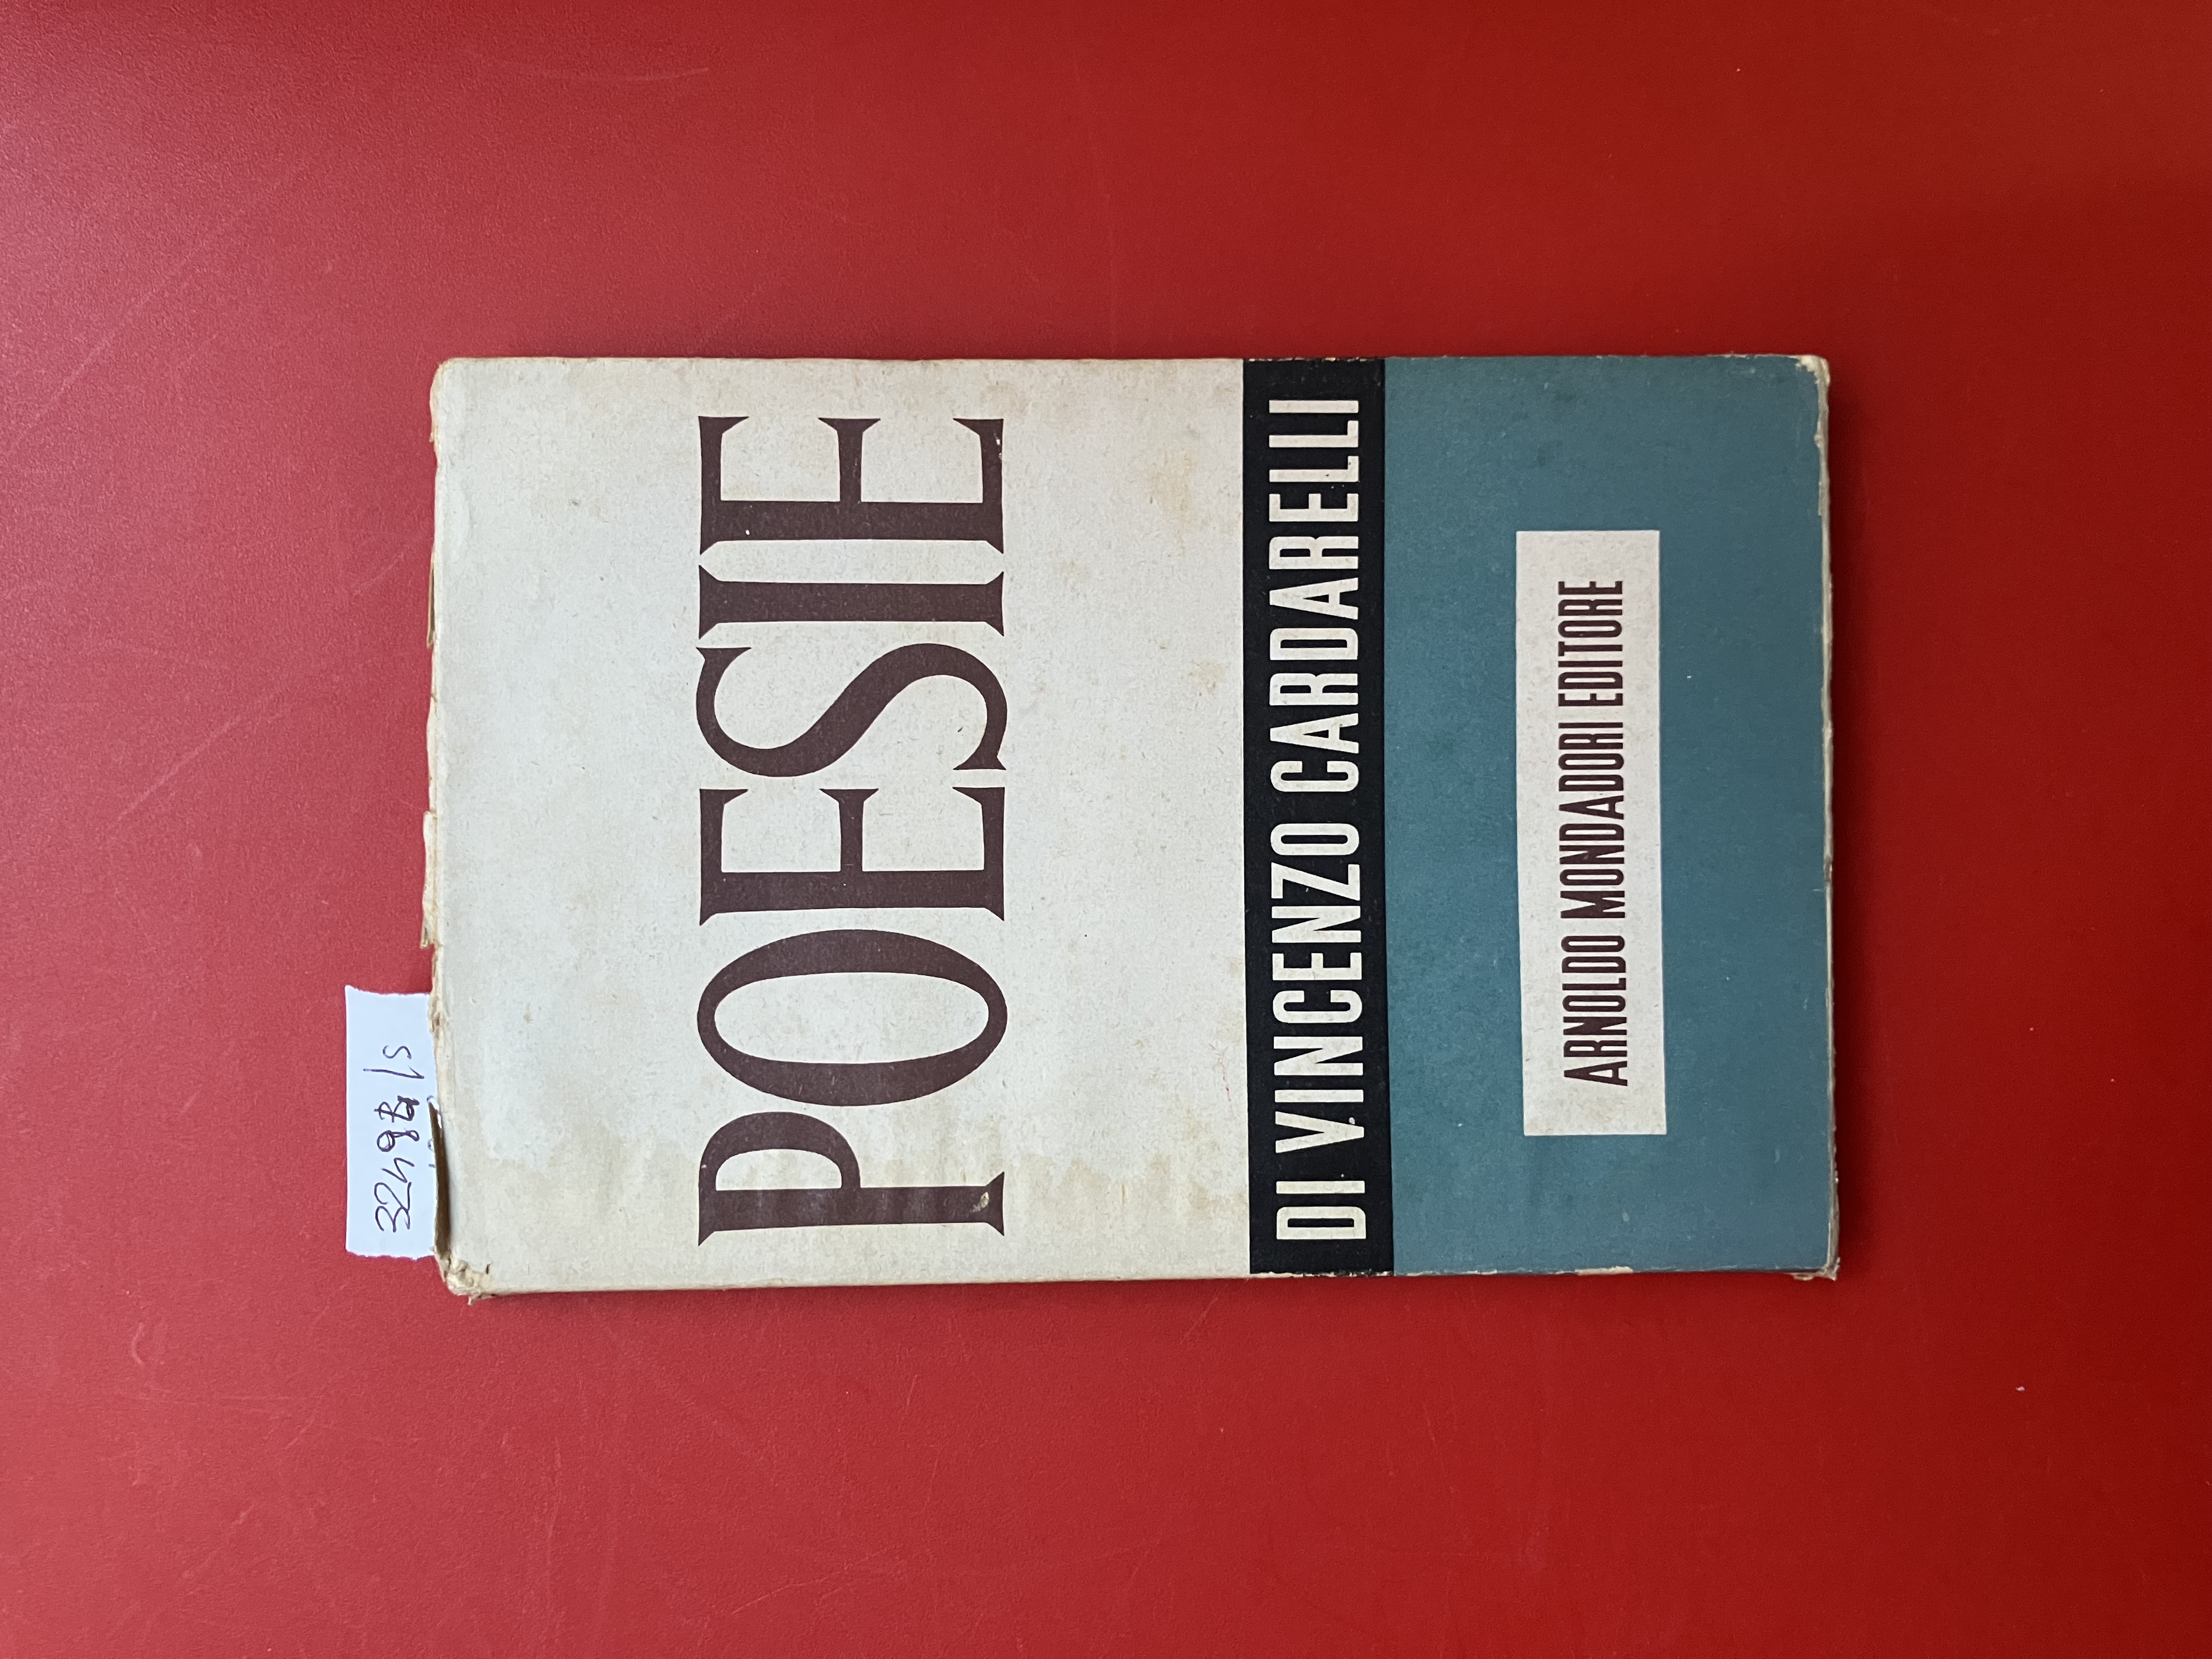 POESIE
DI VINCENZO CARDARELLI
ARNOLDO MONDADORI EDITORE